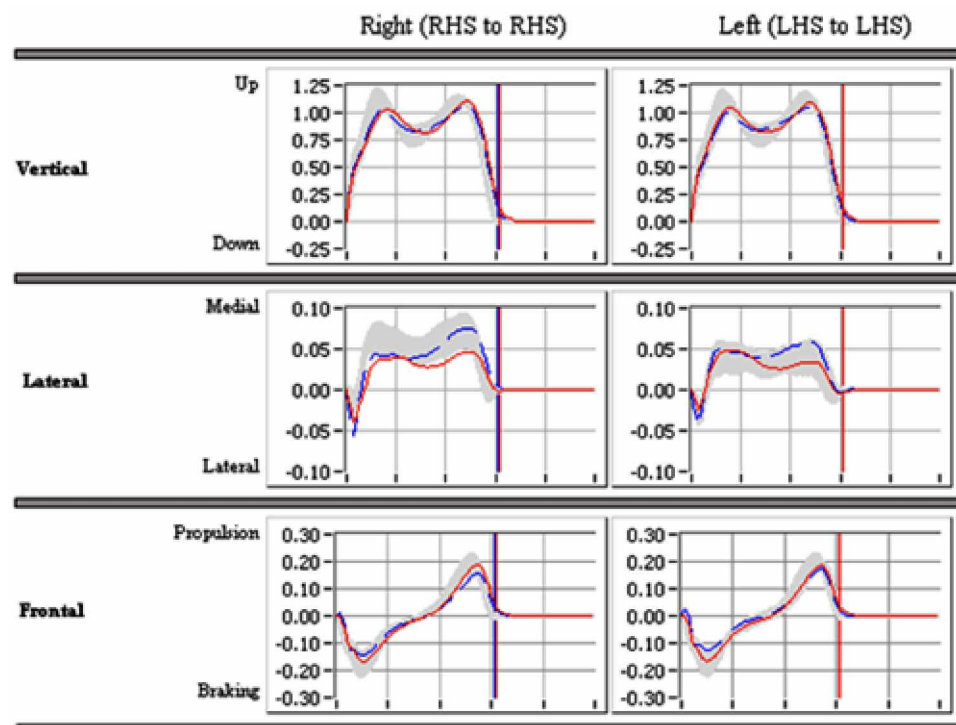 Right (RHS to RHS) Left (LHS to LHS)
Up
1.25 1.25
1.00 1.00
0.75 0.75
Vertical
0.50 0.50
0.25 0.25
0.00 0.00
Down
-0.25 -0.25
Medial
0.10 0.10
0.05 0.05
Lateral
0.00 0.00
-0.05 -0.05
Lateral
-0.10 -0.10
Propulsion
0.30 0.30
0.20 0.20
0.10 0.10
Frontal
0.00 0.00
-0.10 -0.10
-0.20 -0.20
Braking
-0.30 -0.30